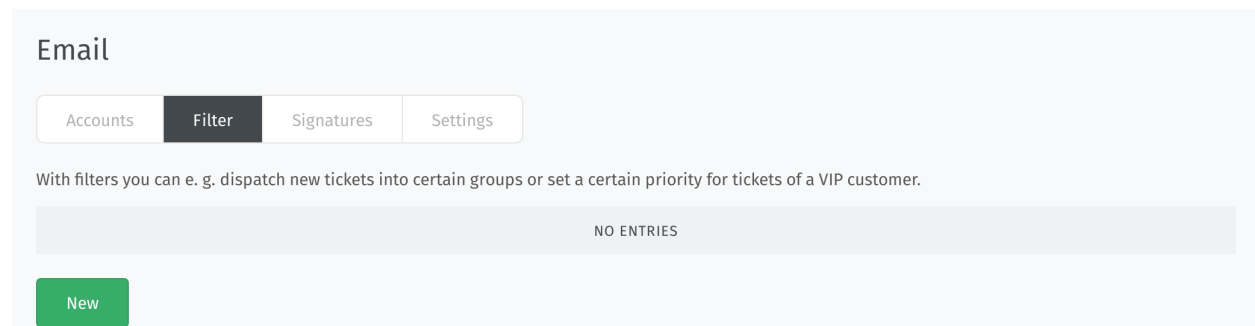 Email
Accounts Filter Signatures Settings
With filters you can e. g. dispatch new tickets into certain groups or set a certain priority for tickets of a VIP customer.
NO ENTRIES
New